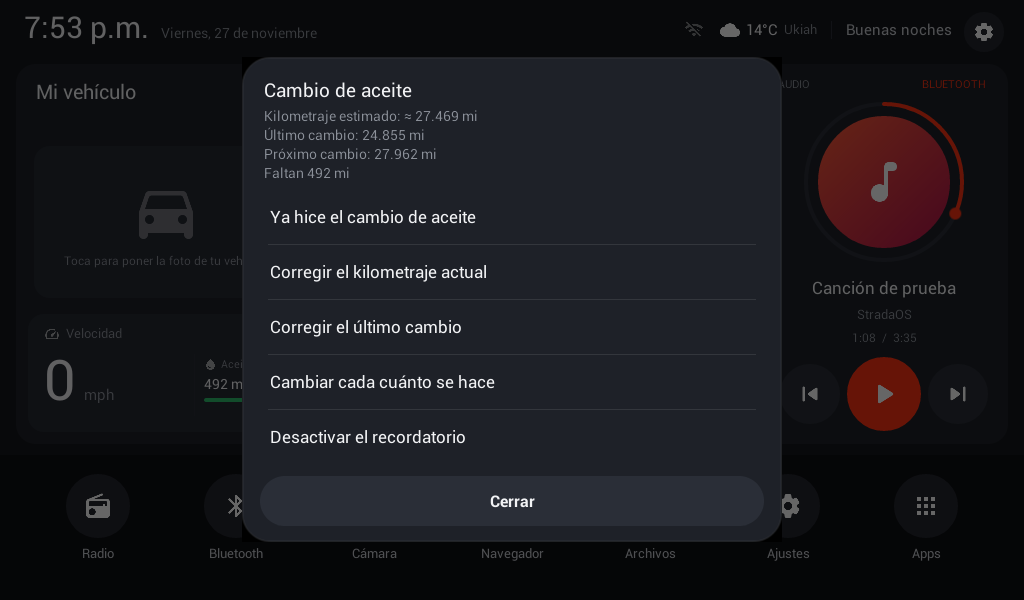 7:53 p.m.
Viernes, 27 de noviembre
14°C Ukiah
Buenas noches
Mi vehículo
AUDIO
BLUETOOTH
Cambio de aceite
Kilometraje estimado: ≈ 27.469 mi
Último cambio: 24.855 mi
Próximo cambio: 27.962 mi
Faltan 492 mi
Ya hice el cambio de aceite
Corregir el kilometraje actual
Corregir el último cambio
Cambiar cada cuánto se hace
Desactivar el recordatorio
Cerrar
Toca para poner la foto de tu veh
Velocidad
0 mph
Acei
492 m
Canción de prueba
StradaOS
1:08 / 3:35
Radio
Bluetooth
Cámara
Navegador
Archivos
Ajustes
Apps